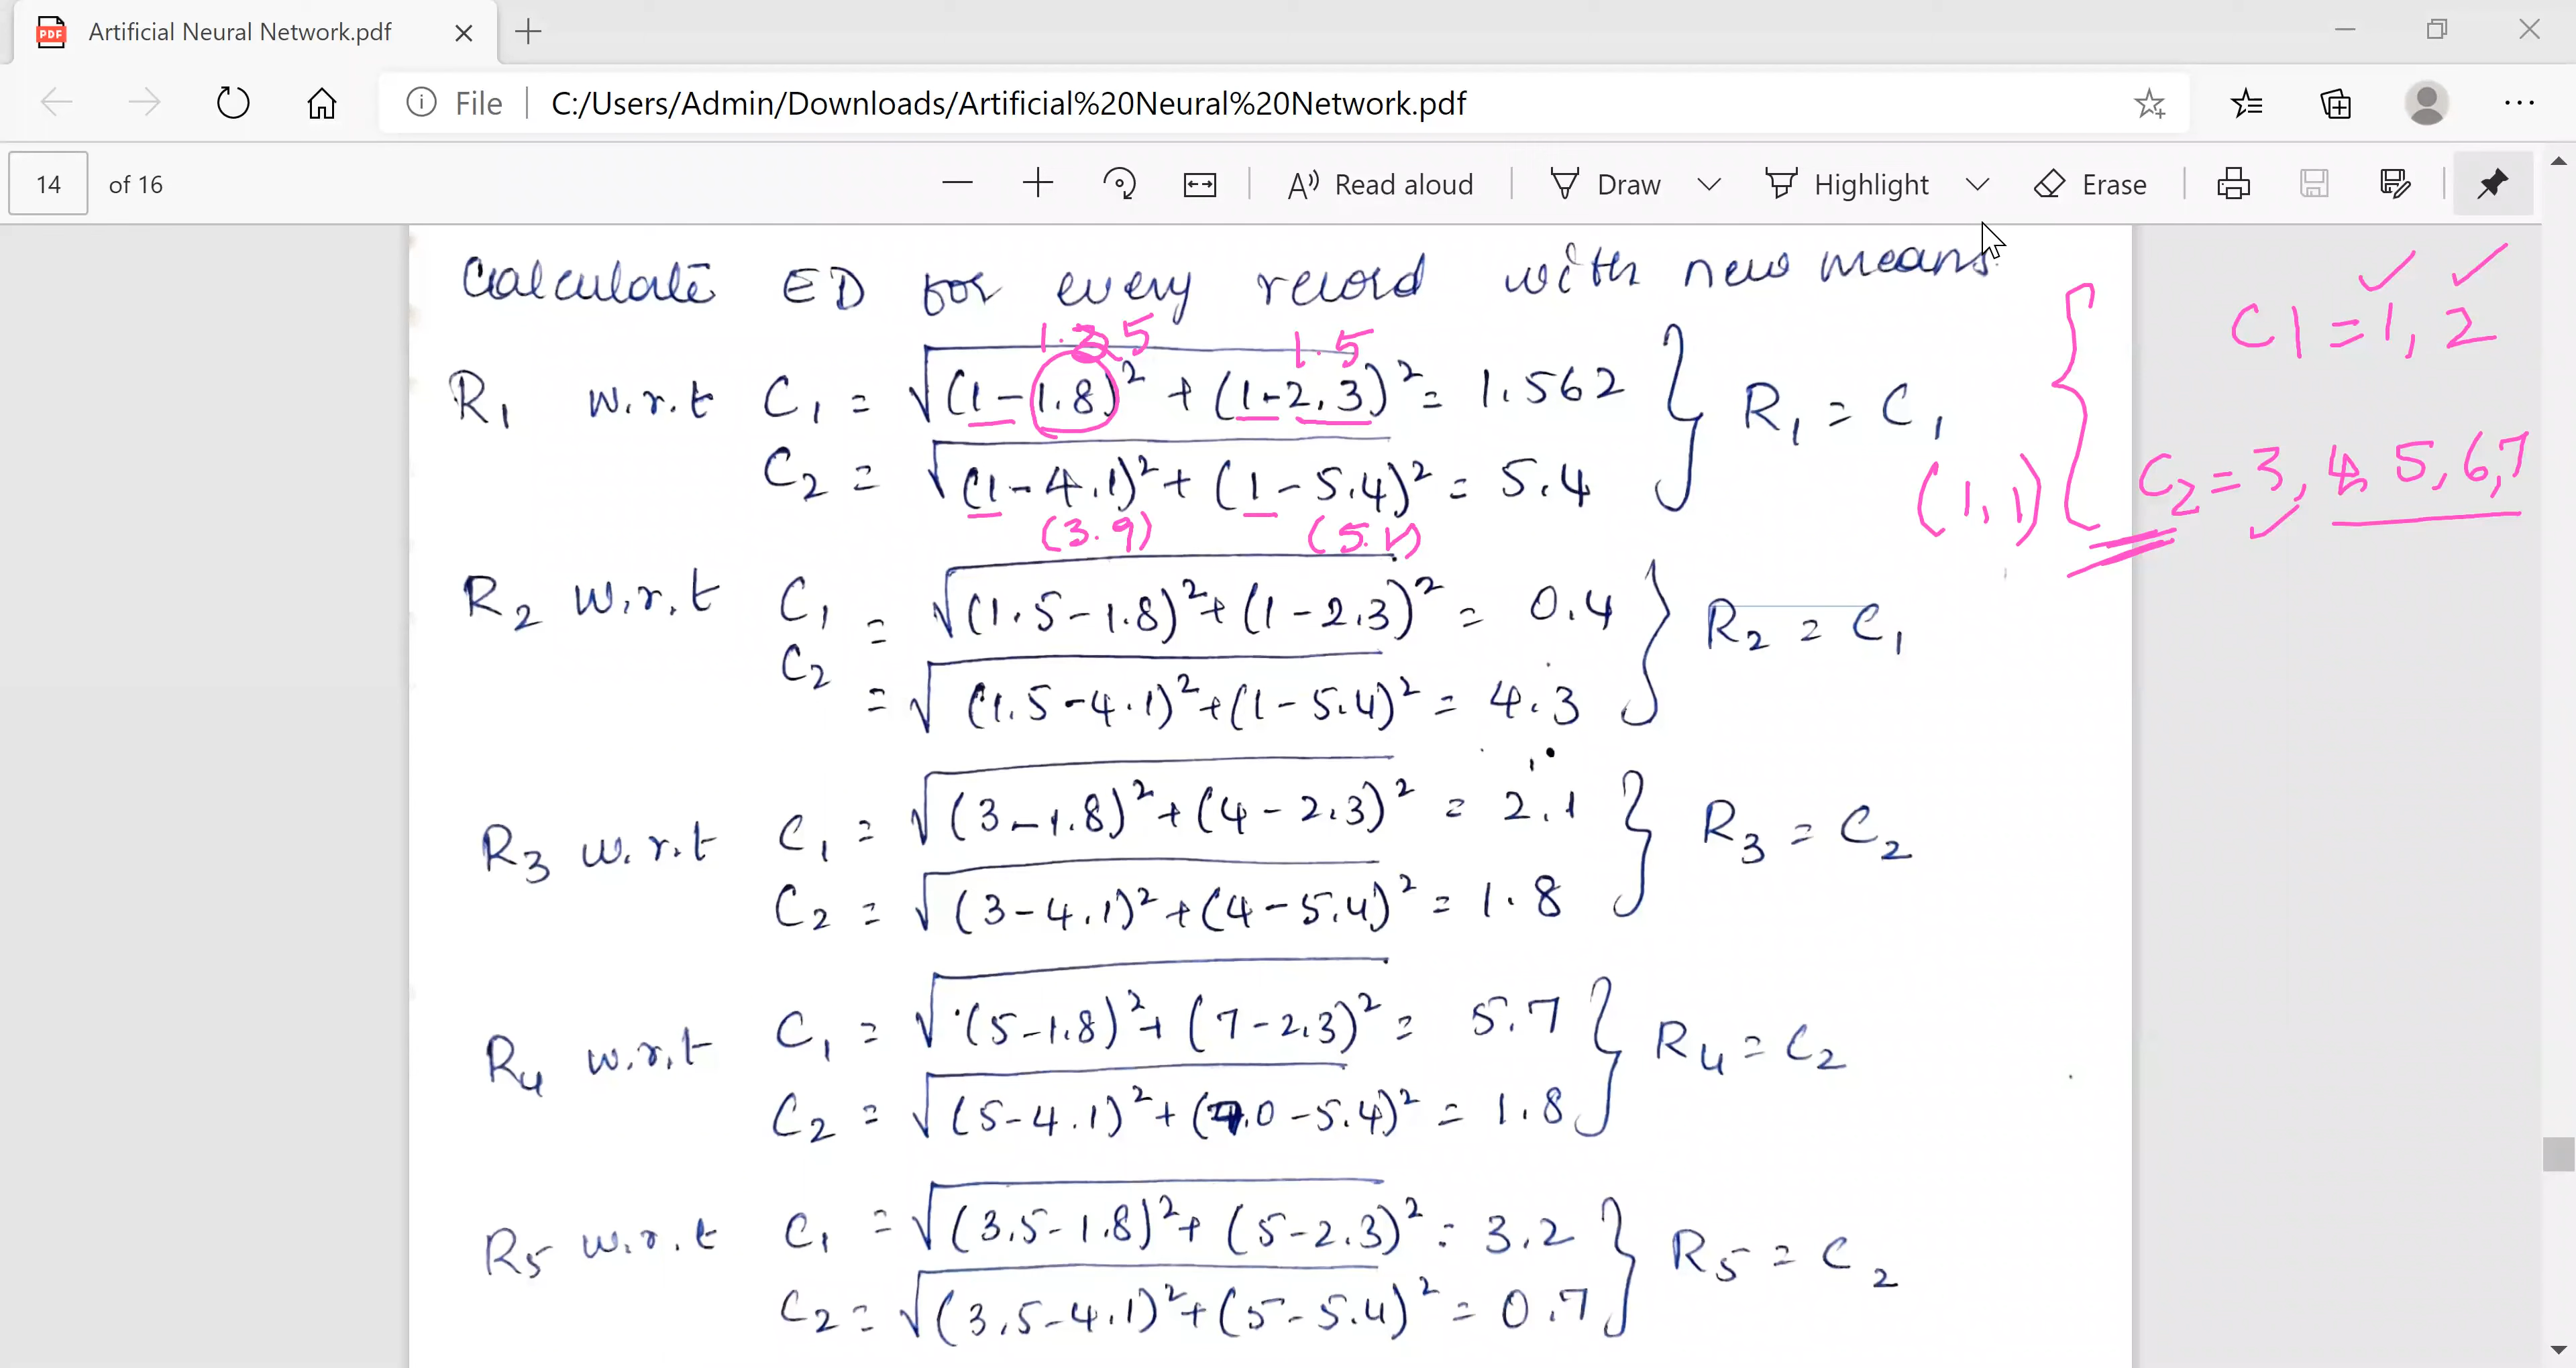 Artificial Neural Network.pdf
File C:/Users/Admin/Downloads/Artificial%20Neural%20Network.pdf
14 of 16 Read aloud Draw Highlight Erase
Calculate ED for every record with new means.
C1 = 1, 2
1.25 1.5
R1 w.r.t C1 = √(1-1.8)² + (1-2.3)² = 1.562 } R1 = C1
C2 = √(1-4.1)² + (1-5.4)² = 5.4
(1,1) C2 = 3, 4, 5, 6, 7
(3.9) (5.1)
R2 w.r.t C1 = √(1.5-1.8)² + (1-2.3)² = 0.4 } R2 = C1
C2 = √(1.5-4.1)² + (1-5.4)² = 4.3
R3 w.r.t C1 = √(3-1.8)² + (4-2.3)² = 2.1 } R3 = C2
C2 = √(3-4.1)² + (4-5.4)² = 1.8
R4 w.r.t C1 = √(5-1.8)² + (7-2.3)² = 5.7 } R4 = C2
C2 = √(5-4.1)² + (7.0-5.4)² = 1.8
R5 w.r.t C1 = √(3.5-1.8)² + (5-2.3)² = 3.2 } R5 = C2
C2 = √(3.5-4.1)² + (5-5.4)² = 0.7